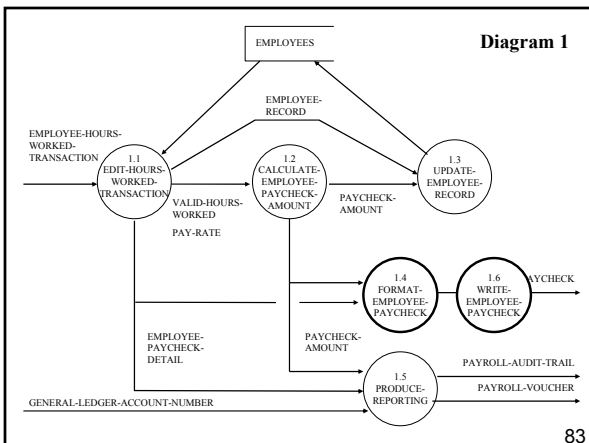 EMPLOYEES
Diagram 1
EMPLOYEE-
RECORD
EMPLOYEE-HOURS-
WORKED-
TRANSACTION
1.1
EDIT-HOURS-
WORKED-
TRANSACTION
1.2
CALCULATE-
EMPLOYEE-
PAYCHECK-
AMOUNT
1.3
UPDATE-
EMPLOYEE-
RECORD
VALID-HOURS-
WORKED
PAY-RATE
PAYCHECK-
AMOUNT
1.4
FORMAT-
EMPLOYEE-
PAYCHECK
1.6
WRITE-
EMPLOYEE-
PAYCHECK
AYCHECK
EMPLOYEE-
PAYCHECK-
DETAIL
PAYCHECK-
AMOUNT
1.5
PRODUCE-
REPORTING
PAYROLL-AUDIT-TRAIL
PAYROLL-VOUCHER
GENERAL-LEDGER-ACCOUNT-NUMBER
83